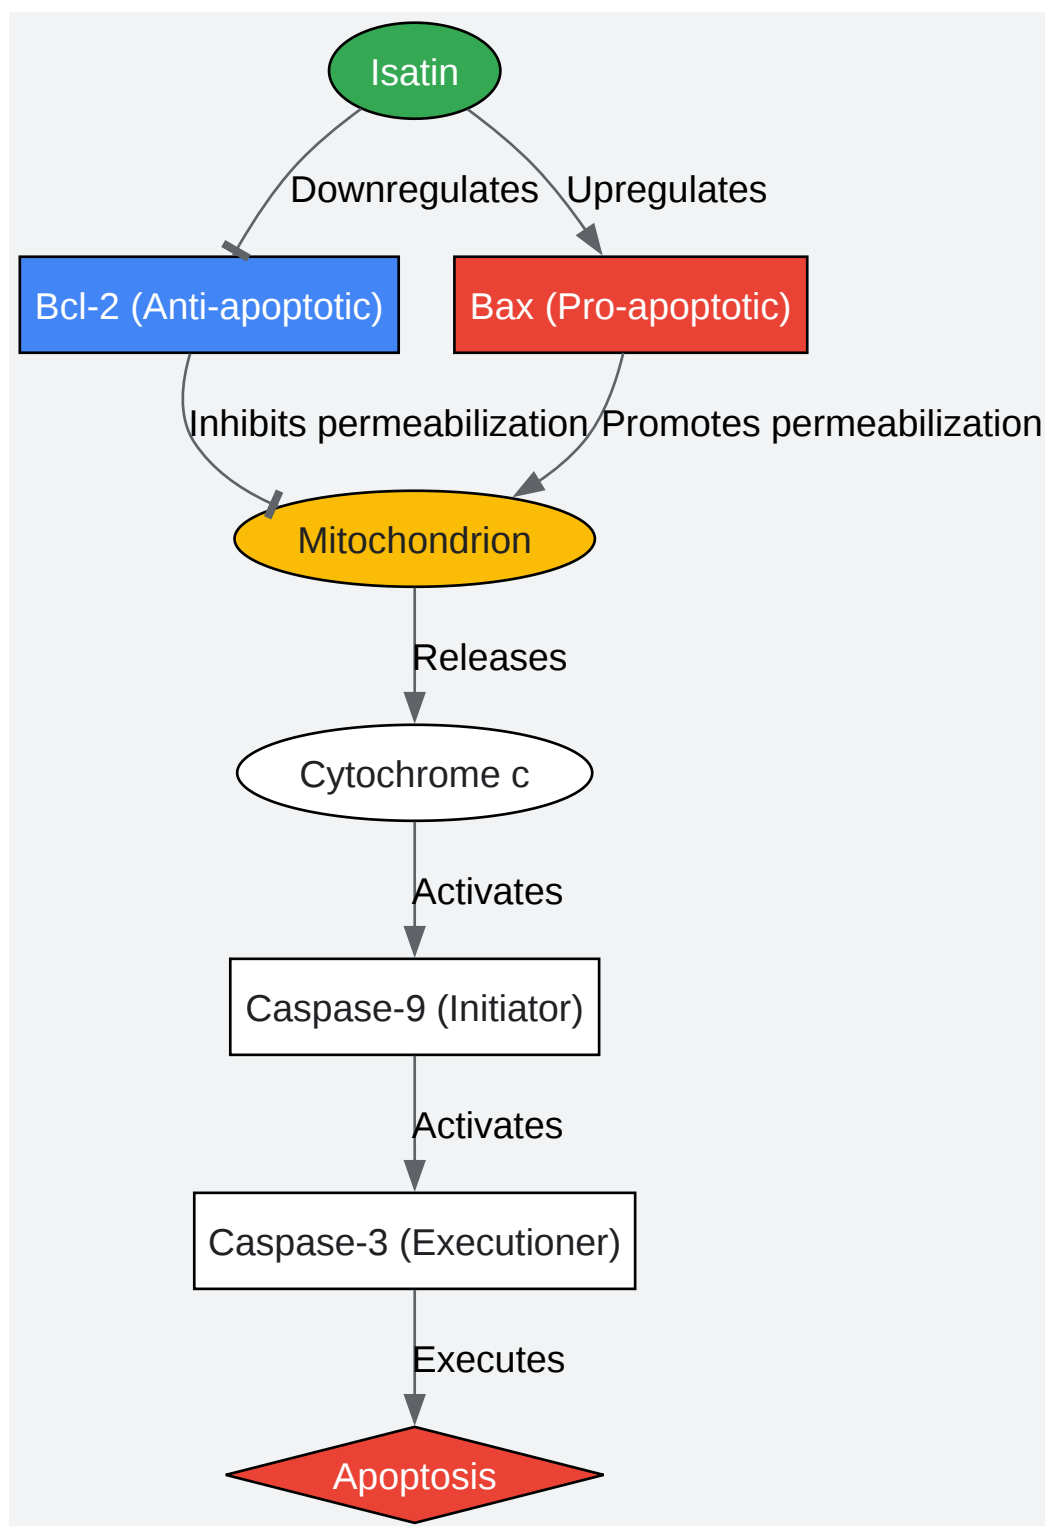 Isatin
Downregulates
Upregulates
Bcl-2 (Anti-apoptotic)
Bax (Pro-apoptotic)
Inhibits permeabilization
Promotes permeabilization
Mitochondrion
Releases
Cytochrome c
Activates
Caspase-9 (Initiator)
Activates
Caspase-3 (Executioner)
Executes
Apoptosis